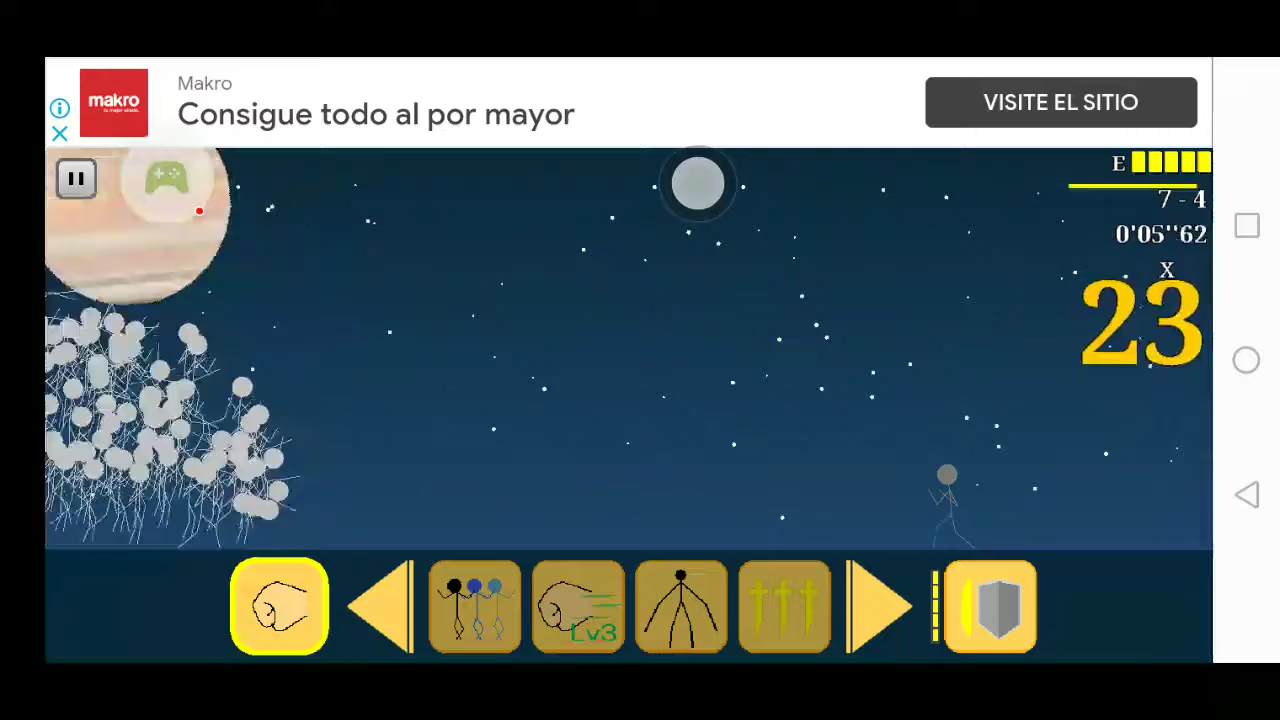 Makro
makro
Consigue todo al por mayor
VISITE EL SITIO
E
7 - 4
0'05''62
X
23
Lv3